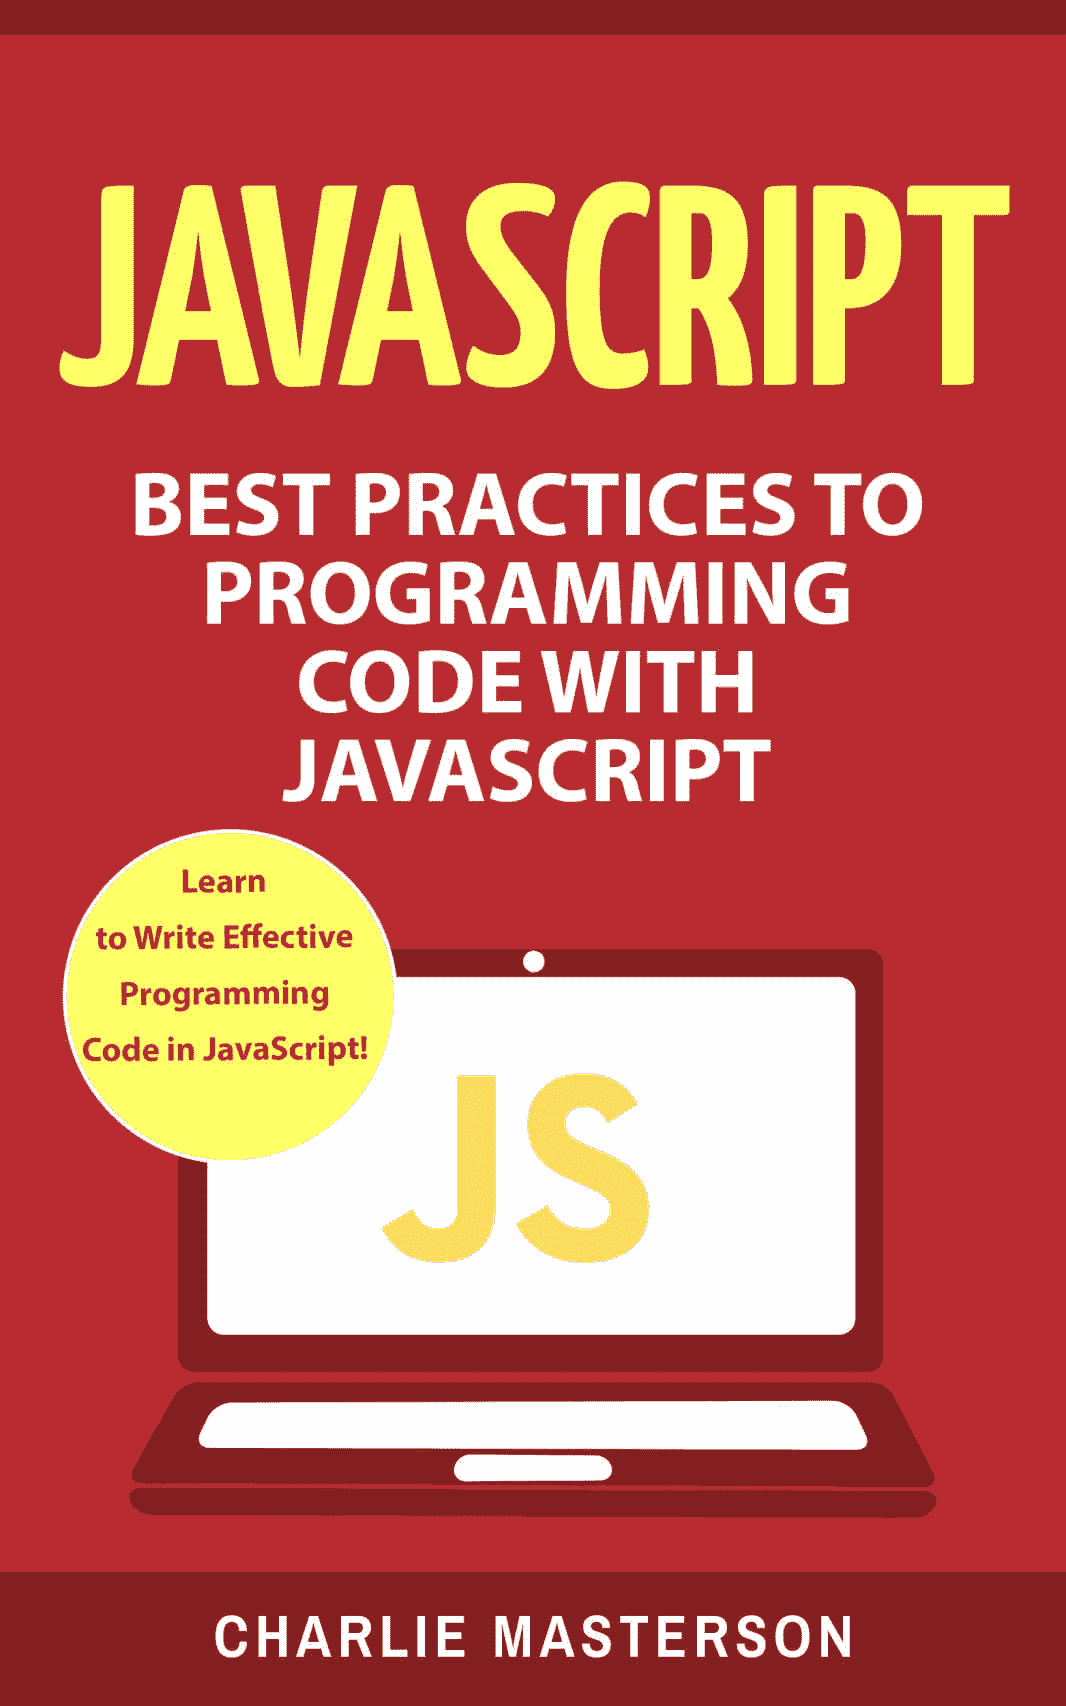 JAVASCRIPT
BEST PRACTICES TO
PROGRAMMING
CODE WITH
JAVASCRIPT
Learn
to Write Effective
Programming
Code in JavaScript!
JS
CHARLIE MASTERSON